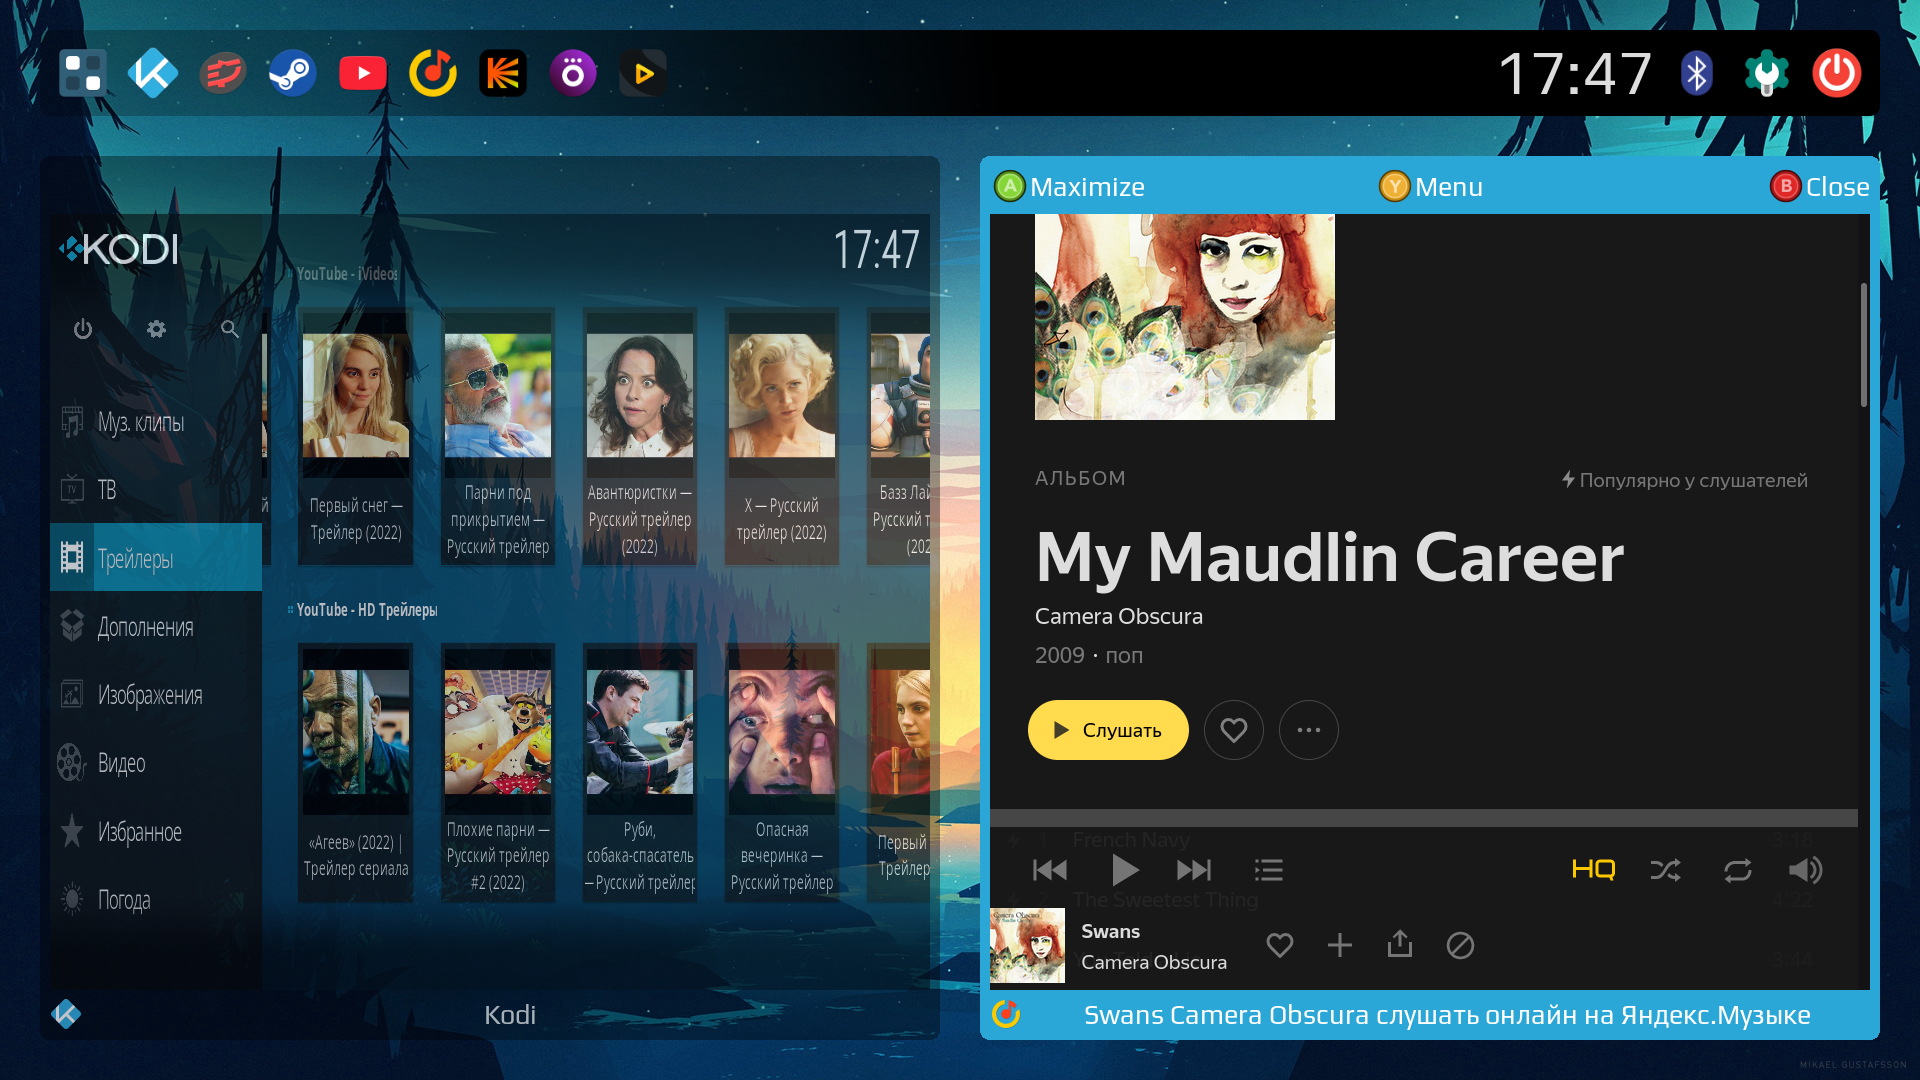 17:47
KODI
17:47
YouTube - iVideos
Муз. клипы
ТВ
Трейлеры
Дополнения
Изображения
Видео
Избранное
Погода
Первый снег —
Трейлер (2022)
Парни под
прикрытием —
Русский трейлер
Авантюристки —
Русский трейлер
(2022)
X — Русский
трейлер (2022)
Базз Лай
Русский т
(202
YouTube - HD Трейлеры
«Агеев» (2022) |
Трейлер сериала
Плохие парни —
Русский трейлер
#2 (2022)
Руби,
собака-спасатель
— Русский трейлер
Опасная
вечеринка —
Русский трейлер
Первый
Трейлер
Kodi
A Maximize
Y Menu
B Close
АЛЬБОМ
Популярно у слушателей
My Maudlin Career
Camera Obscura
2009 · поп
Слушать
1 French Navy 3:18
HQ
2 The Sweetest Thing 4:22
Camera Obscura
Swans
Camera Obscura
3:44
Swans Camera Obscura слушать онлайн на Яндекс.Музыке
MIKAEL GUSTAFSSON